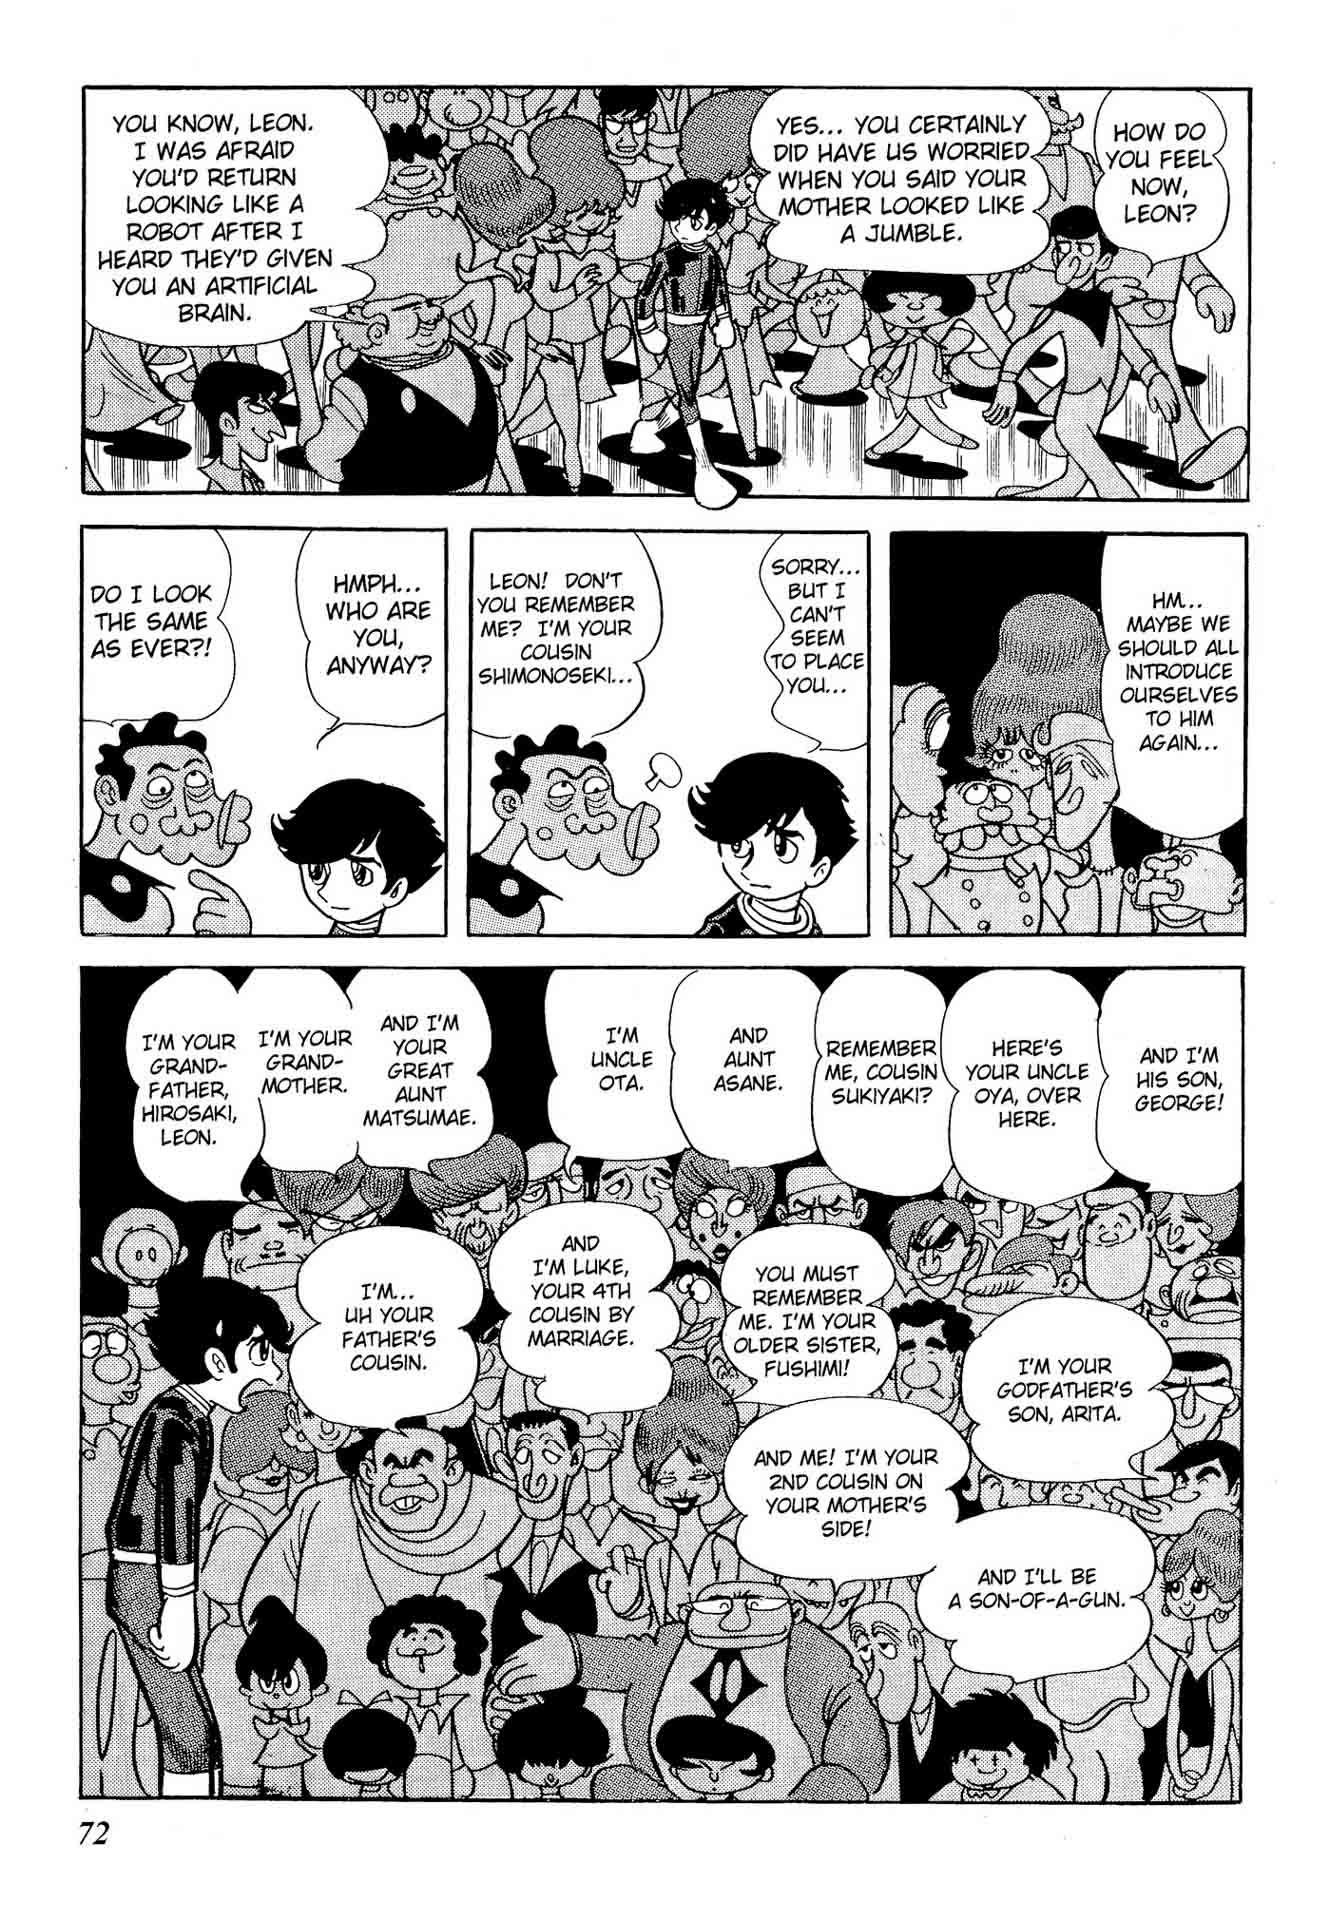 YOU KNOW, LEON.
I WAS AFRAID
YOU'D RETURN
LOOKING LIKE A
ROBOT AFTER I
HEARD THEY'D GIVEN
YOU AN ARTIFICIAL
BRAIN.
YES... YOU CERTAINLY
DID HAVE US WORRIED
WHEN YOU SAID YOUR
MOTHER LOOKED LIKE
A JUMBLE.
HOW DO
YOU FEEL
NOW,
LEON?
DO I LOOK
THE SAME
AS EVER?!
HMPH...
WHO ARE
YOU,
ANYWAY?
LEON! DON'T
YOU REMEMBER
ME? I'M YOUR
COUSIN
SHIMONOSEKI...
SORRY...
BUT I
CAN'T
SEEM
TO PLACE
YOU...
HM...
MAYBE WE
SHOULD ALL
INTRODUCE
OURSELVES
TO HIM
AGAIN...
I'M YOUR
GRAND-
FATHER,
HIROSAKI,
LEON.
I'M YOUR
GRAND-
MOTHER.
AND I'M
YOUR
GREAT
AUNT
MATSUMAE.
I'M
UNCLE
OTA.
AND
AUNT
ASANE.
REMEMBER
ME, COUSIN
SUKIYAKI?
HERE'S
YOUR UNCLE
OYA, OVER
HERE.
AND I'M
HIS SON,
GEORGE!
I'M...
UH YOUR
FATHER'S
COUSIN.
AND
I'M LUKE,
YOUR 4TH
COUSIN BY
MARRIAGE.
YOU MUST
REMEMBER
ME. I'M YOUR
OLDER SISTER,
FUSHIMI!
I'M YOUR
GODFATHER'S
SON, ARITA.
AND ME! I'M YOUR
2ND COUSIN ON
YOUR MOTHER'S
SIDE!
AND I'LL BE
A SON-OF-A-GUN.
72